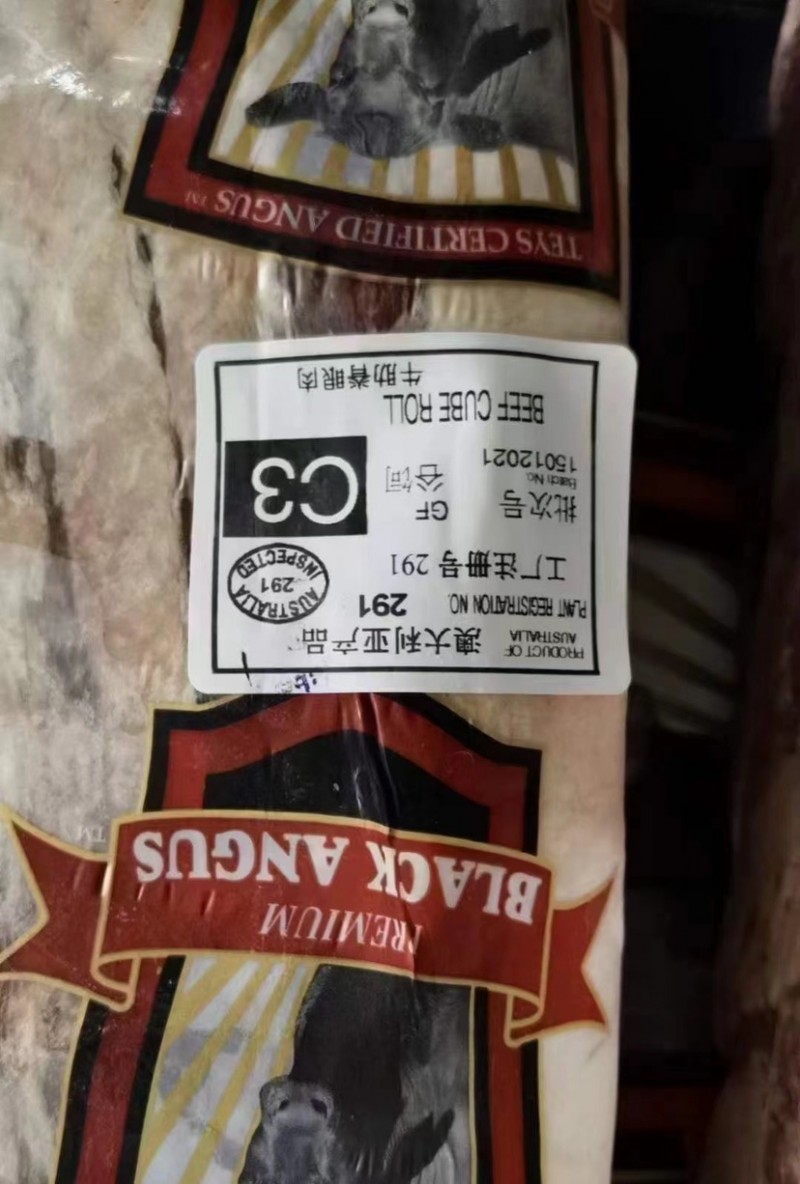 PREMIUM
BLACK ANGUS™
PRODUCT OF
AUSTRALIA
澳大利亚产品
PLANT REGISTRATION NO. 291
工厂注册号 291
AUSTRALIA
291
INSPECTED
批次号
Batch No.
15012021
GF
谷饲
C3
BEEF CUBE ROLL
牛肋脊眼肉
TEYS CERTIFIED ANGUS™